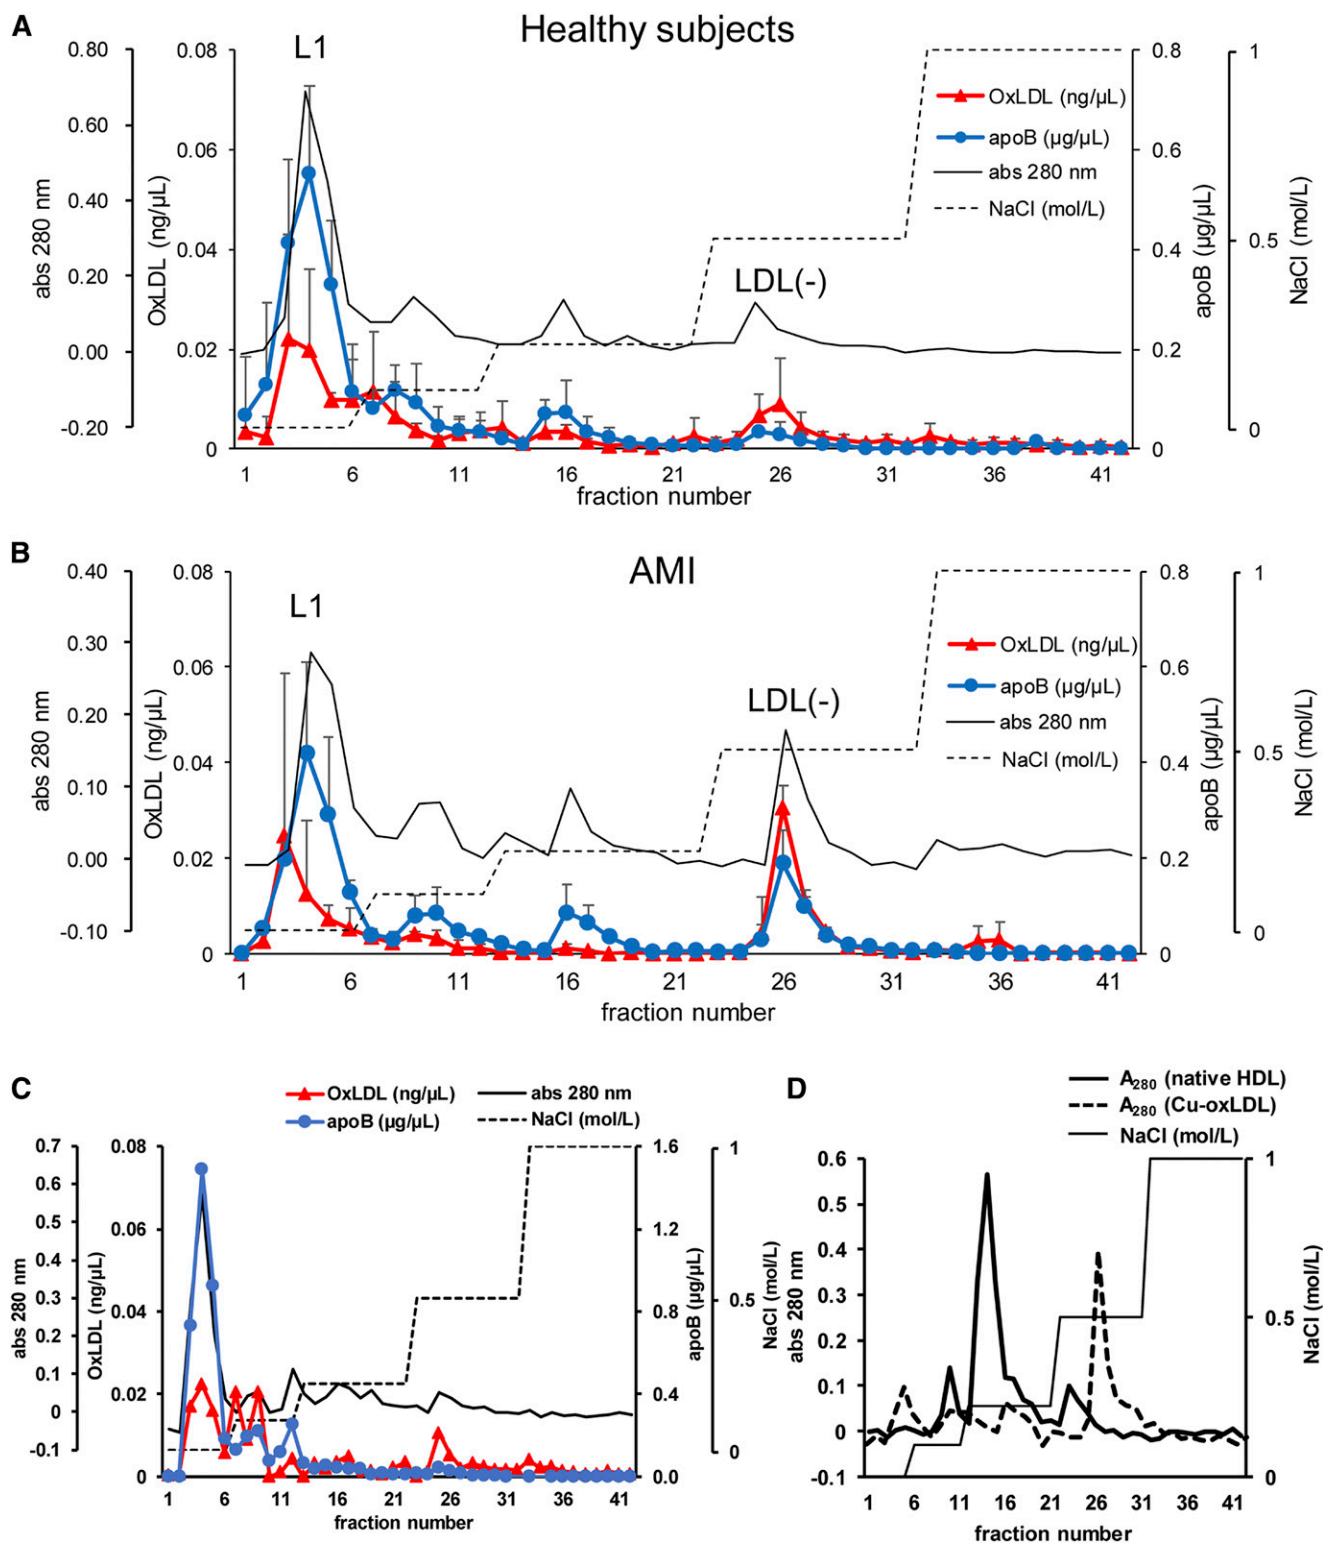 A
Healthy subjects
L1
LDL(-)
OxLDL (ng/µL)
apoB (µg/µL)
abs 280 nm
NaCl (mol/L)
0.80
0.60
0.40
0.20
0.00
-0.20
abs 280 nm
0.08
0.06
0.04
0.02
0
OxLDL (ng/µL)
0.8
0.6
0.4
0.2
0
apoB (µg/µL)
1
0.5
0
NaCl (mol/L)
1 6 11 16 21 26 31 36 41
fraction number
B
AMI
L1
LDL(-)
OxLDL (ng/µL)
apoB (µg/µL)
abs 280 nm
NaCl (mol/L)
0.40
0.30
0.20
0.10
0.00
-0.10
abs 280 nm
0.08
0.06
0.04
0.02
0
OxLDL (ng/µL)
0.8
0.6
0.4
0.2
0
apoB (µg/µL)
1
0.5
0
NaCl (mol/L)
1 6 11 16 21 26 31 36 41
fraction number
C
OxLDL (ng/µL)
abs 280 nm
apoB (µg/µL)
NaCl (mol/L)
0.7
0.6
0.5
0.4
0.3
0.2
0.1
0
-0.1
abs 280 nm
0.08
0.06
0.04
0.02
0
OxLDL (ng/µL)
1.6
1.2
0.8
0.4
0.0
apoB (µg/µL)
1
0.5
0
NaCl (mol/L)
1 6 11 16 21 26 31 36 41
fraction number
D
A280 (native HDL)
A280 (Cu-oxLDL)
NaCl (mol/L)
0.6
0.5
0.4
0.3
0.2
0.1
0
-0.1
abs 280 nm
1
0.5
0
NaCl (mol/L)
1 6 11 16 21 26 31 36 41
fraction number